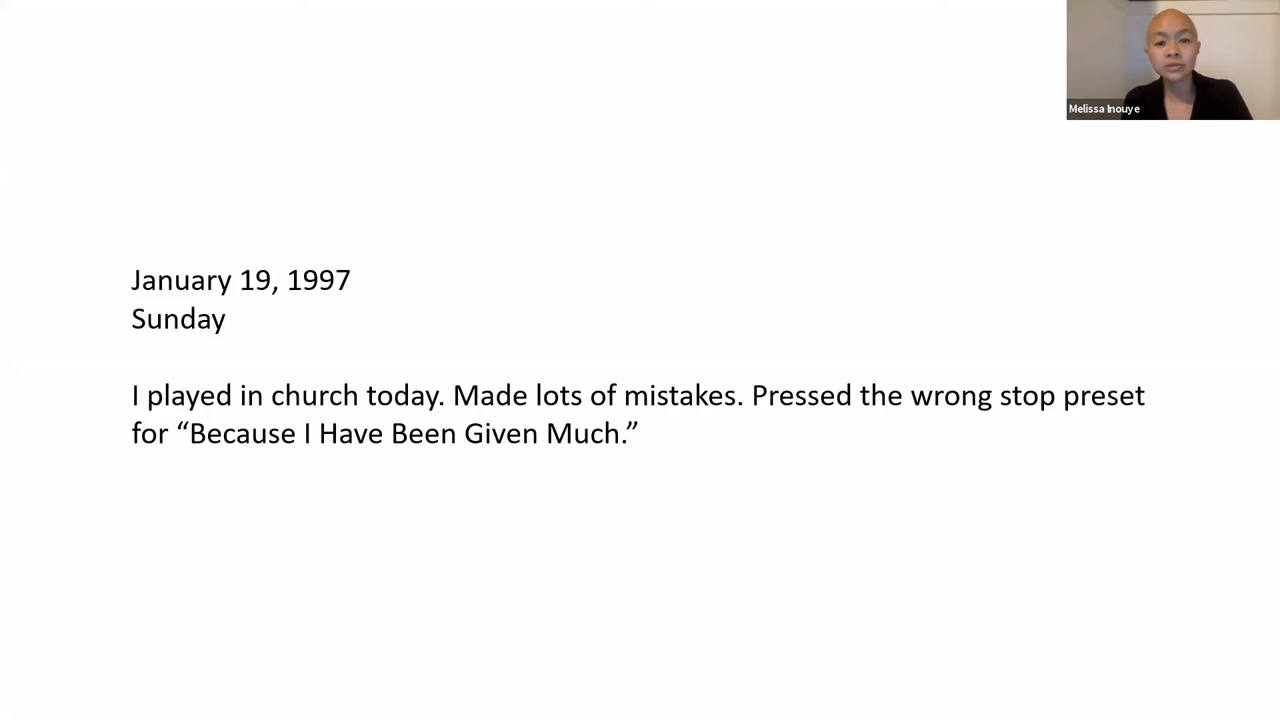 Melissa Inouye
January 19, 1997
Sunday
I played in church today. Made lots of mistakes. Pressed the wrong stop preset
for “Because I Have Been Given Much.”